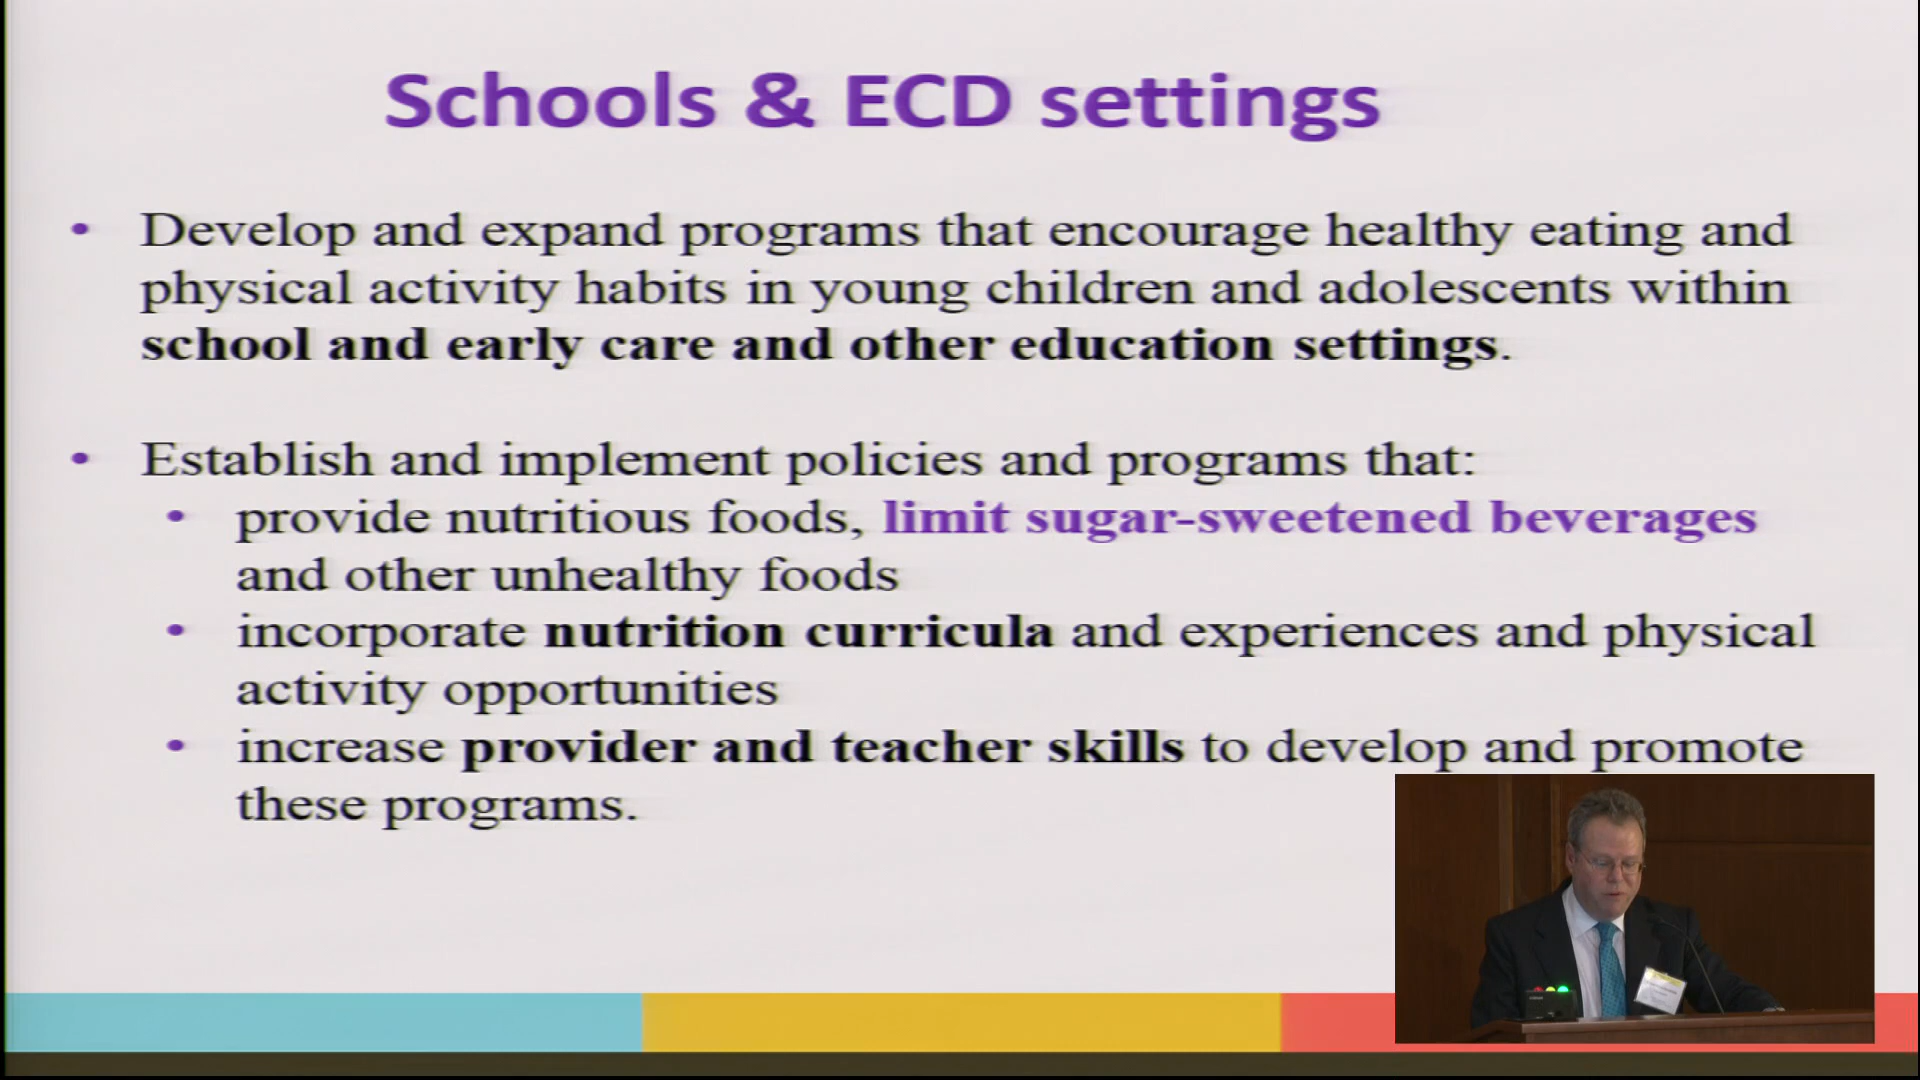 Schools & ECD settings
• Develop and expand programs that encourage healthy eating and
physical activity habits in young children and adolescents within
school and early care and other education settings.
• Establish and implement policies and programs that:
• provide nutritious foods, limit sugar-sweetened beverages
and other unhealthy foods
• incorporate nutrition curricula and experiences and physical
activity opportunities
• increase provider and teacher skills to develop and promote
these programs.